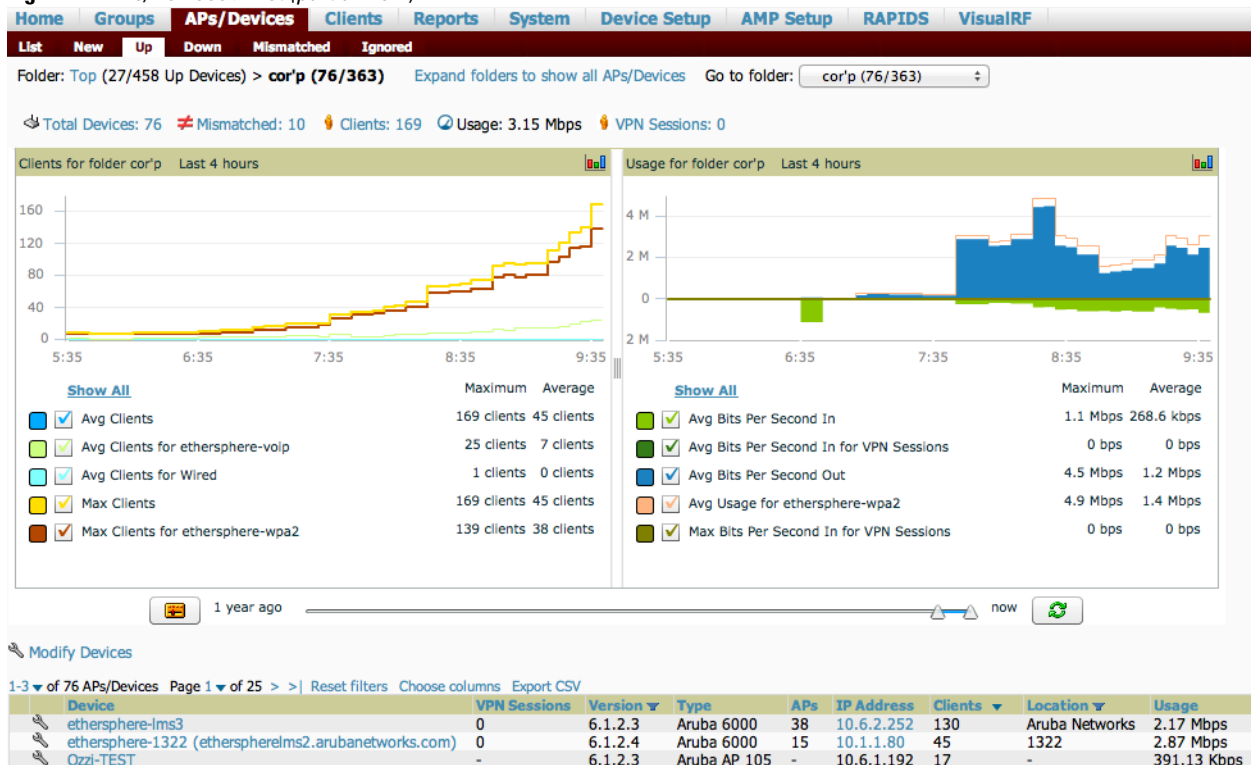 Home Groups APs/Devices Clients Reports System Device Setup AMP Setup RAPIDS VisualRF
List New Up Down Mismatched Ignored
Folder: Top (27/458 Up Devices) > cor'p (76/363) Expand folders to show all APs/Devices Go to folder: cor'p (76/363)
Total Devices: 76 Mismatched: 10 Clients: 169 Usage: 3.15 Mbps VPN Sessions: 0
Clients for folder cor'p Last 4 hours
160
120
80
40
0
5:35 6:35 7:35 8:35 9:35
Show All Maximum Average
Avg Clients 169 clients 45 clients
Avg Clients for ethersphere-voip 25 clients 7 clients
Avg Clients for Wired 1 clients 0 clients
Max Clients 169 clients 45 clients
Max Clients for ethersphere-wpa2 139 clients 38 clients
Usage for folder cor'p Last 4 hours
4 M
2 M
0
2 M
5:35 6:35 7:35 8:35 9:35
Show All Maximum Average
Avg Bits Per Second In 1.1 Mbps 268.6 kbps
Avg Bits Per Second In for VPN Sessions 0 bps 0 bps
Avg Bits Per Second Out 4.5 Mbps 1.2 Mbps
Avg Usage for ethersphere-wpa2 4.9 Mbps 1.4 Mbps
Max Bits Per Second In for VPN Sessions 0 bps 0 bps
1 year ago now
Modify Devices
1-3 of 76 APs/Devices Page 1 of 25 > >| Reset filters Choose columns Export CSV
Device VPN Sessions Version Type APs IP Address Clients Location Usage
ethersphere-lms3 0 6.1.2.3 Aruba 6000 38 10.6.2.252 130 Aruba Networks 2.17 Mbps
ethersphere-1322 (etherspherelms2.arubanetworks.com) 0 6.1.2.4 Aruba 6000 15 10.1.1.80 45 1322 2.87 Mbps
Ozzi-TEST - 6.1.2.3 Aruba AP 105 - 10.6.1.192 17 - 391.13 Kbps